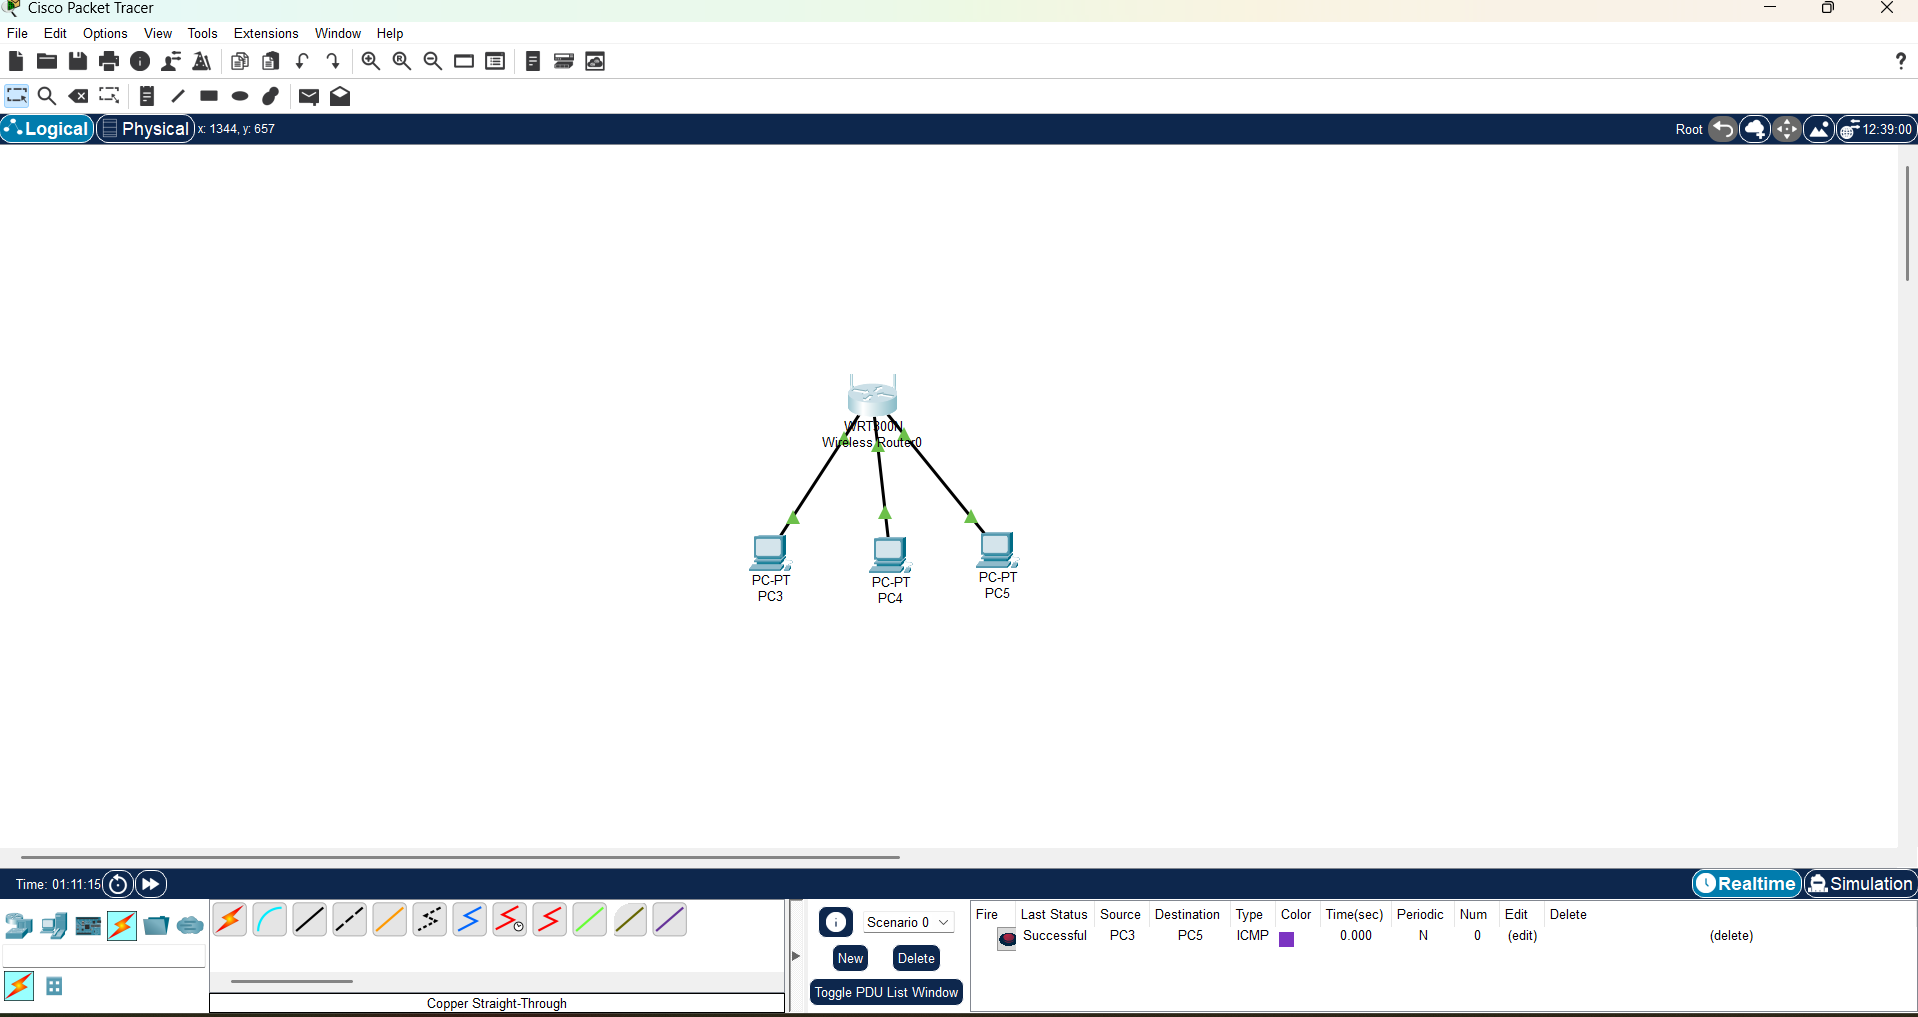 Cisco Packet Tracer
File Edit Options View Tools Extensions Window Help
?
Logical Physical x: 1344, y: 657 Root 12:39:00
WRT300N
Wireless Router0
PC-PT PC-PT PC-PT
PC3 PC4 PC5
Time: 01:11:15 Realtime Simulation
Scenario 0
New Delete
Toggle PDU List Window
Fire Last Status Source Destination Type Color Time(sec) Periodic Num Edit Delete
Successful PC3 PC5 ICMP 0.000 N 0 (edit) (delete)
Copper Straight-Through